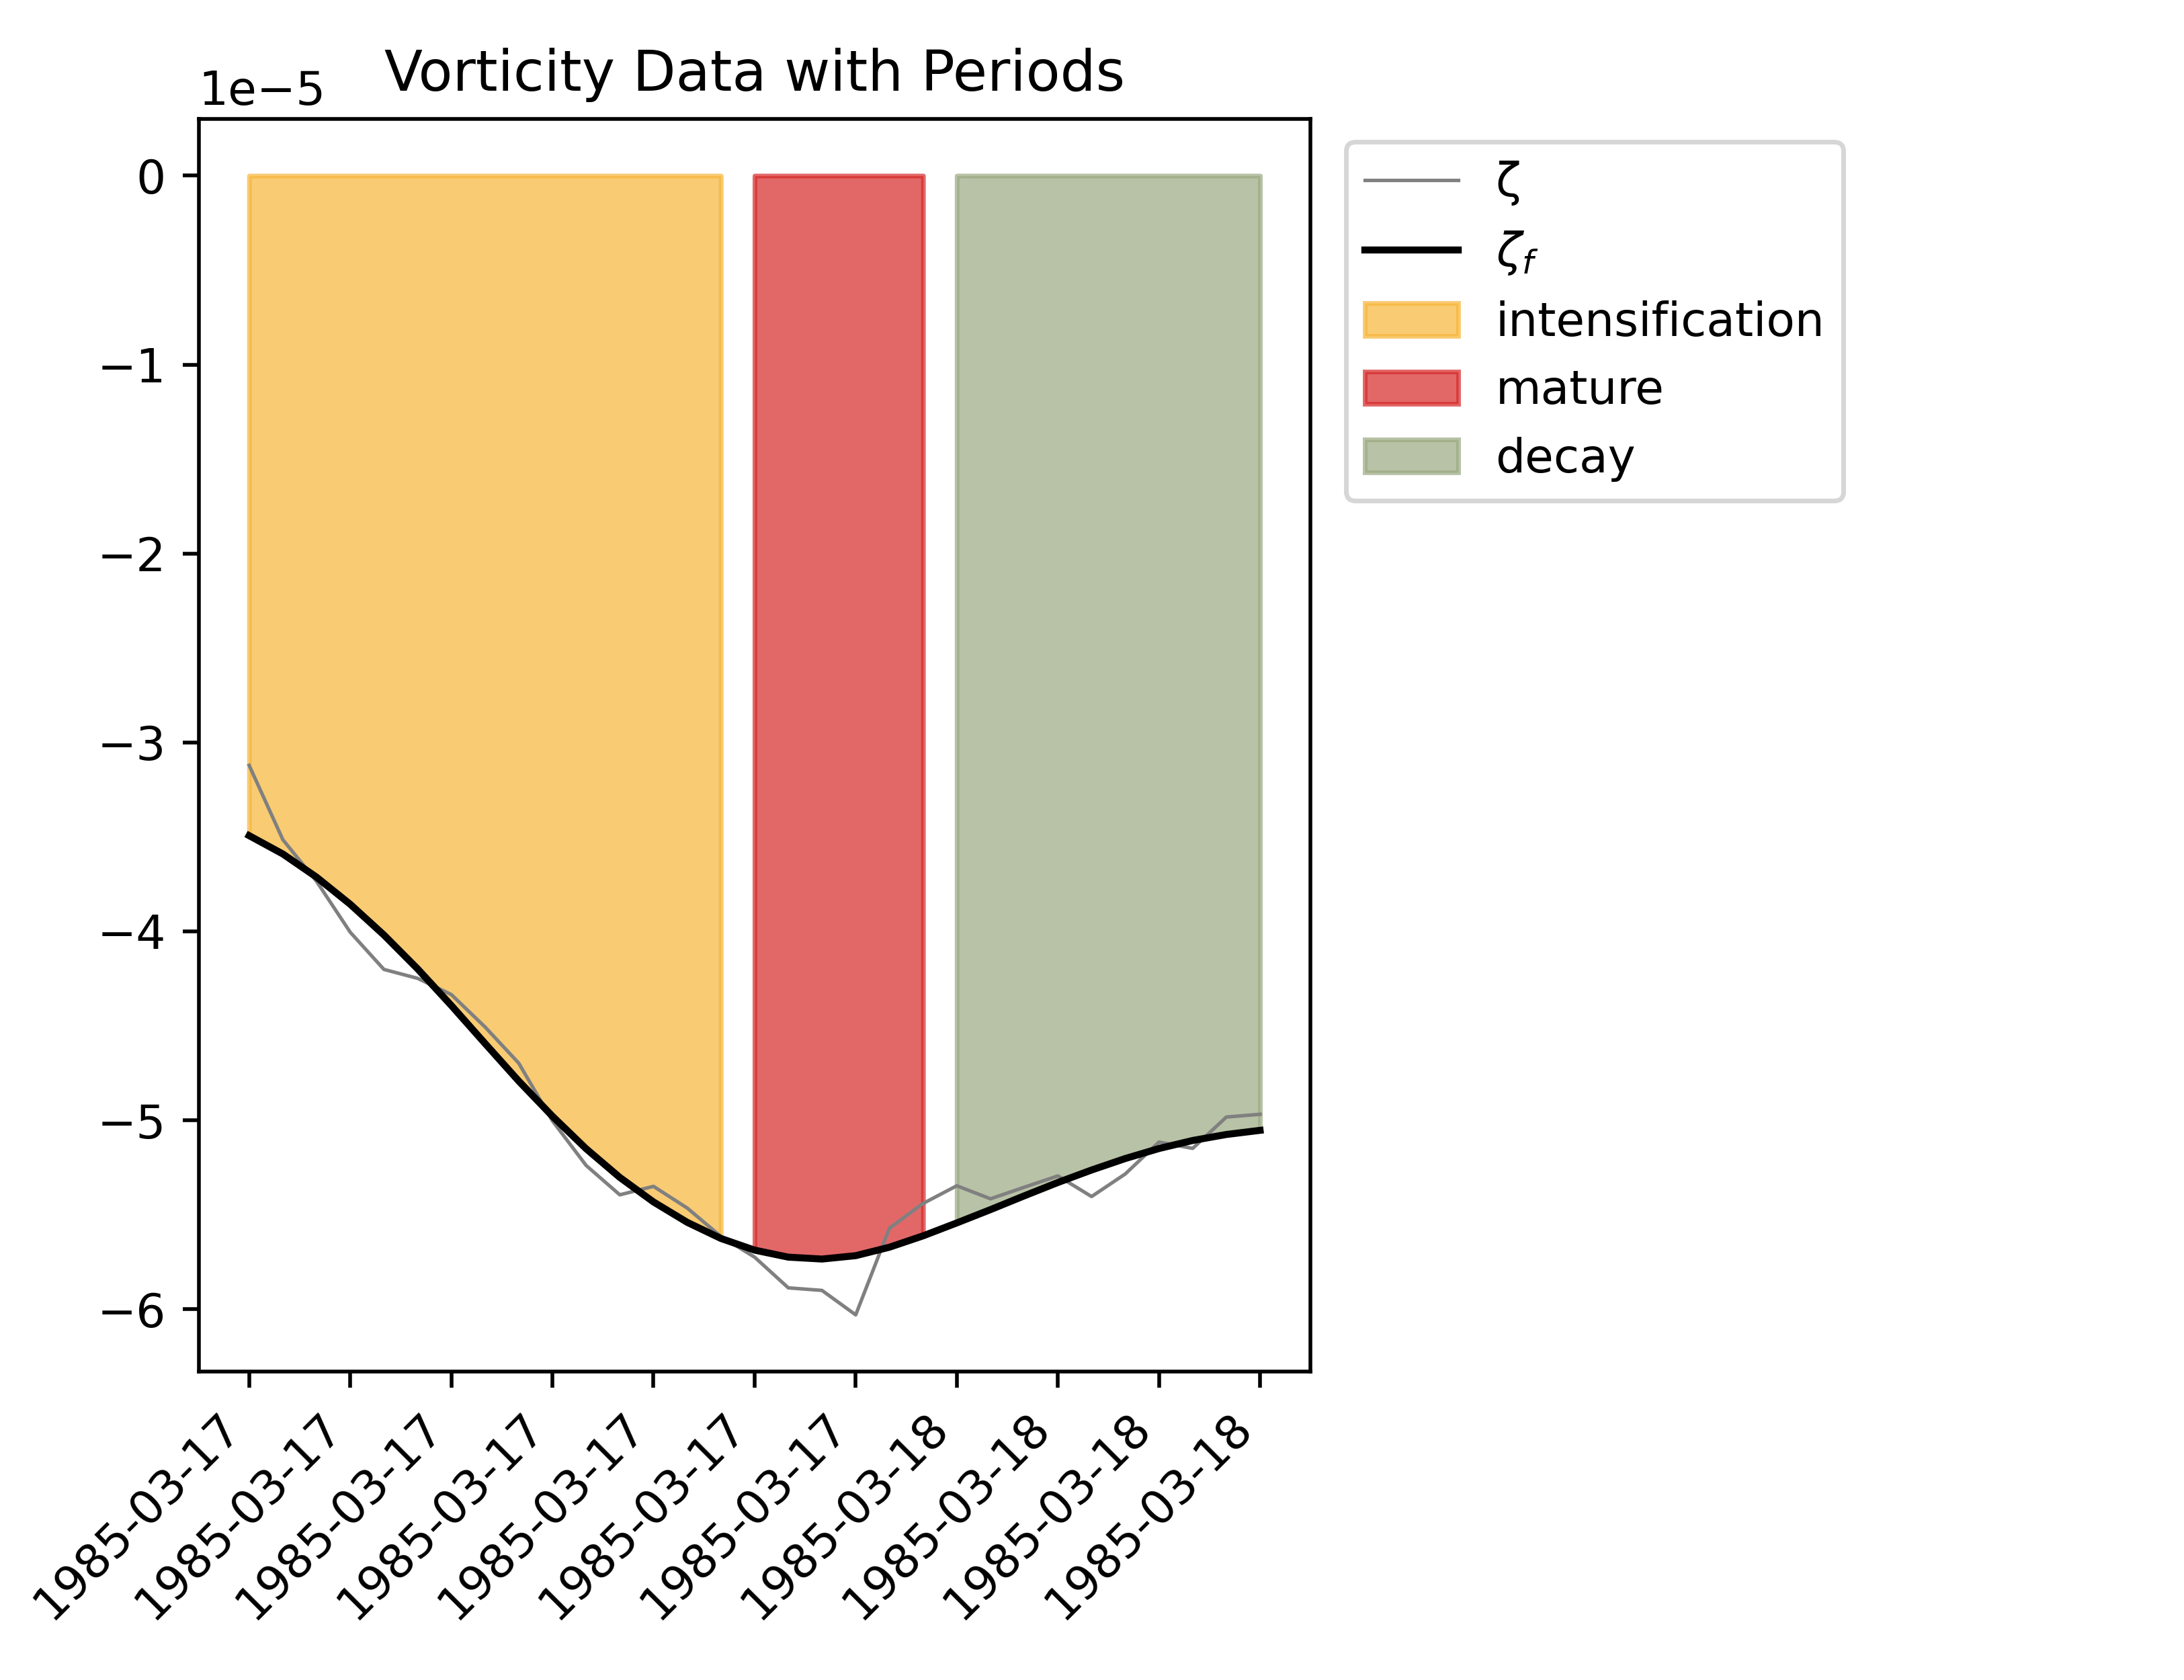 Vorticity Data with Periods
1e−5
0
−1
−2
−3
−4
−5
−6
1985-03-17
1985-03-17
1985-03-17
1985-03-17
1985-03-17
1985-03-17
1985-03-17
1985-03-18
1985-03-18
1985-03-18
1985-03-18
ζ
ζf
intensification
mature
decay